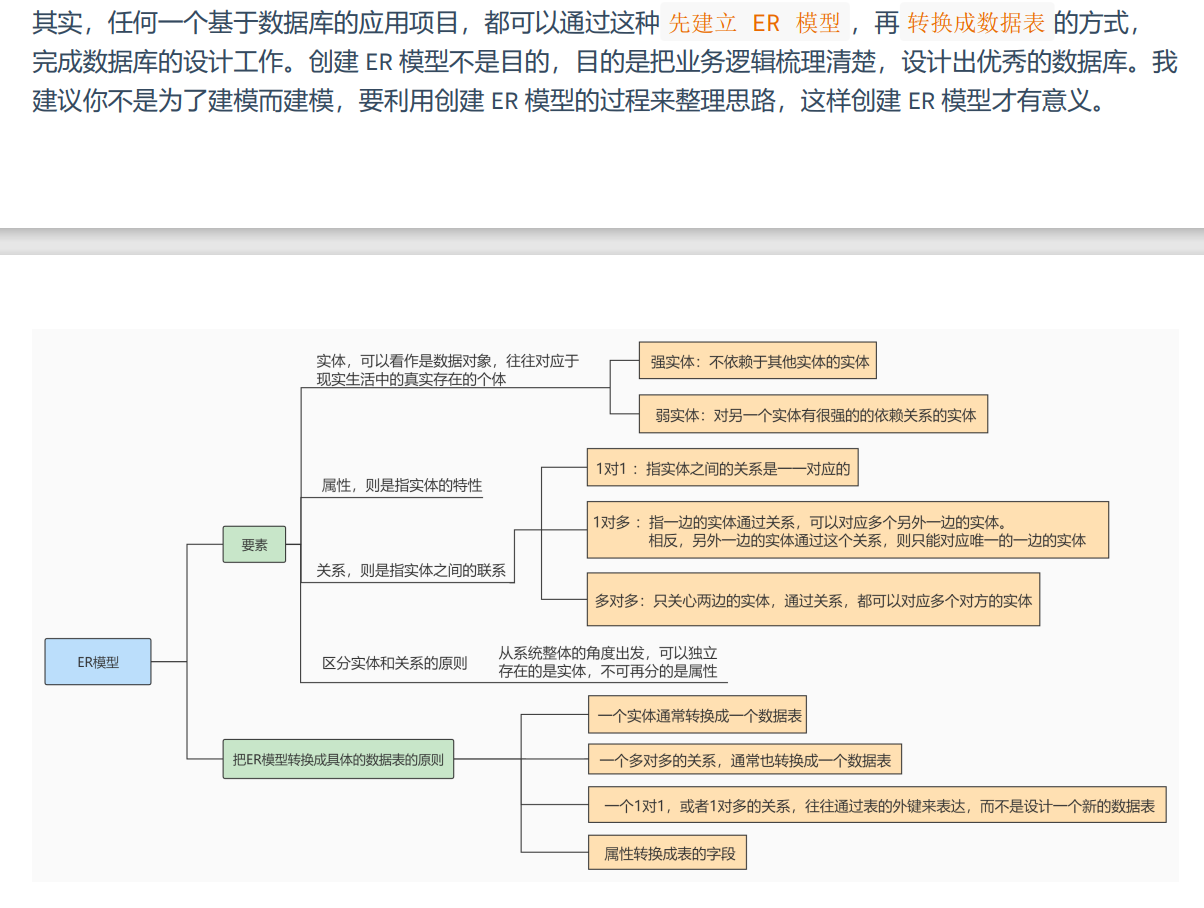 其实，任何一个基于数据库的应用项目，都可以通过这种 先建立 ER 模型 ，再 转换成数据表 的方式，
完成数据库的设计工作。创建 ER 模型不是目的，目的是把业务逻辑梳理清楚，设计出优秀的数据库。我
建议你不是为了建模而建模，要利用创建 ER 模型的过程来整理思路，这样创建 ER 模型才有意义。
ER模型
要素
实体，可以看作是数据对象，往往对应于
现实生活中的真实存在的个体
强实体：不依赖于其他实体的实体
弱实体：对另一个实体有很强的的依赖关系的实体
属性，则是指实体的特性
关系，则是指实体之间的联系
1对1 ：指实体之间的关系是一一对应的
1对多 ：指一边的实体通过关系，可以对应多个另外一边的实体。
相反，另外一边的实体通过这个关系，则只能对应唯一的一边的实体
多对多：只关心两边的实体，通过关系，都可以对应多个对方的实体
区分实体和关系的原则
从系统整体的角度出发，可以独立
存在的是实体，不可再分的是属性
把ER模型转换成具体的数据表的原则
一个实体通常转换成一个数据表
一个多对多的关系，通常也转换成一个数据表
一个1对1，或者1对多的关系，往往通过表的外键来表达，而不是设计一个新的数据表
属性转换成表的字段